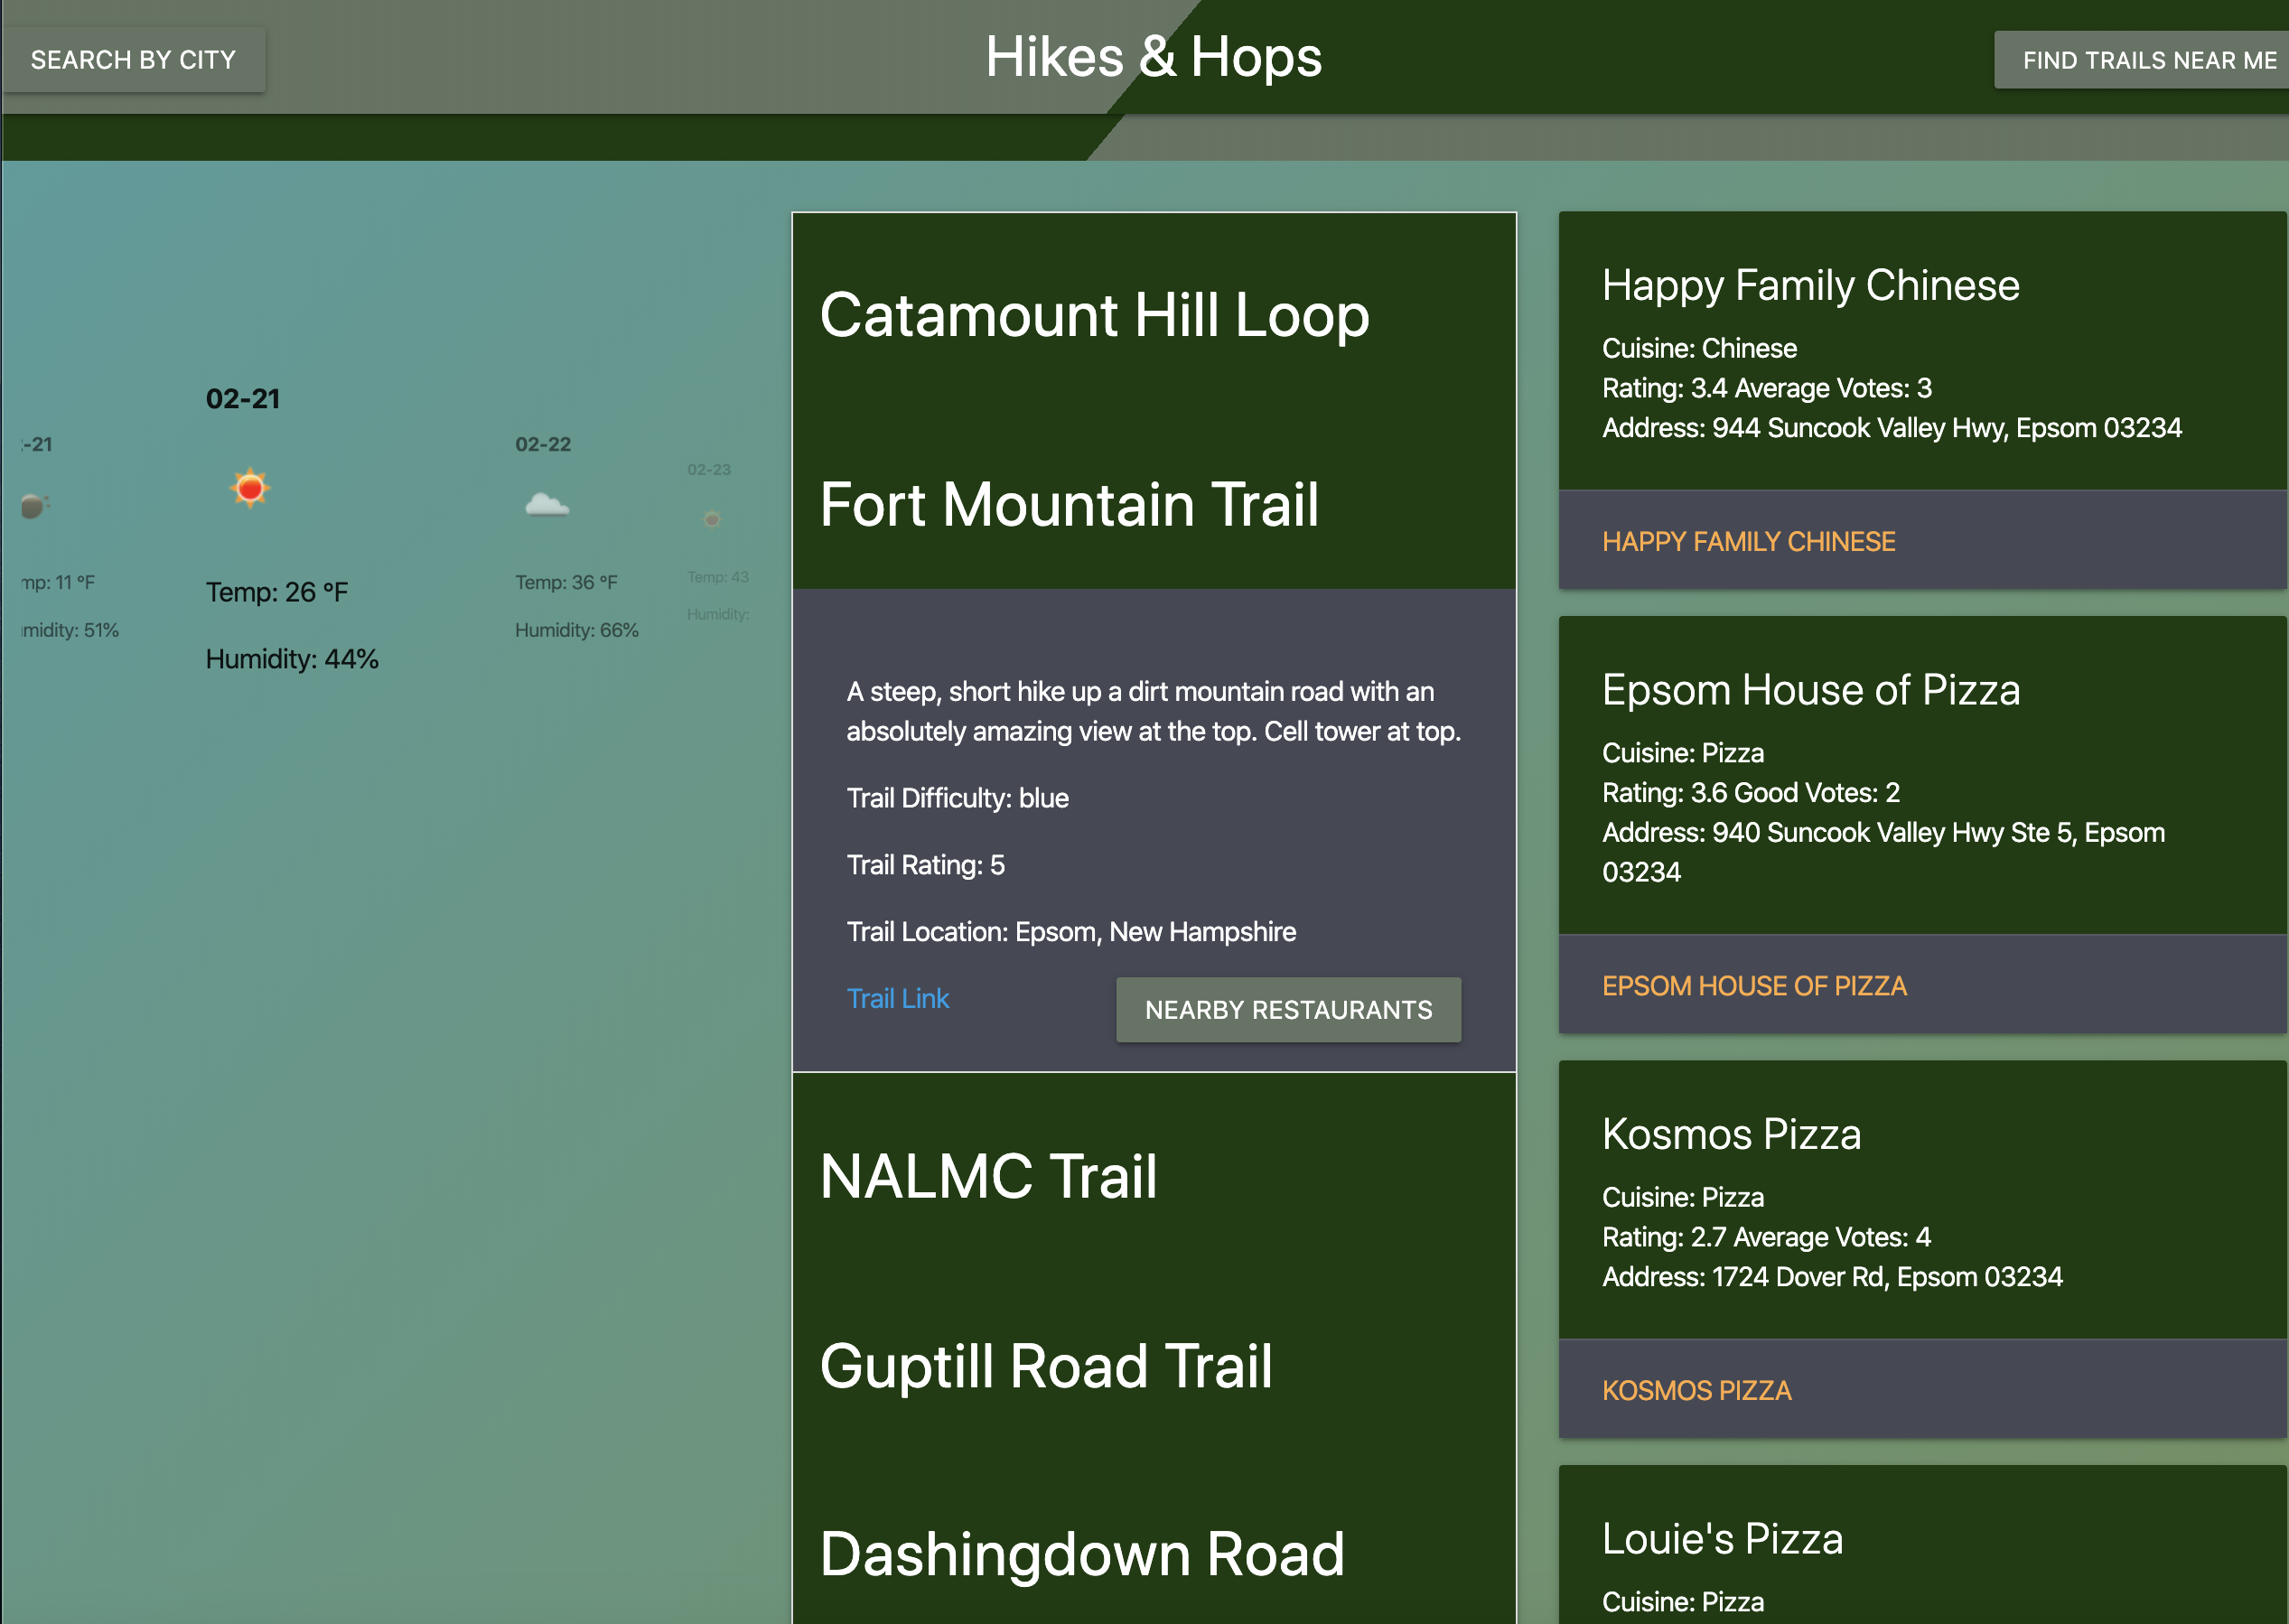 SEARCH BY CITY
Hikes & Hops
FIND TRAILS NEAR ME
-21
mp: 11 °F
midity: 51%
02-21
Temp: 26 °F
Humidity: 44%
02-22
Temp: 36 °F
Humidity: 66%
02-23
Temp: 43
Humidity:
Catamount Hill Loop
Fort Mountain Trail
A steep, short hike up a dirt mountain road with an
absolutely amazing view at the top. Cell tower at top.
Trail Difficulty: blue
Trail Rating: 5
Trail Location: Epsom, New Hampshire
Trail Link
NEARBY RESTAURANTS
NALMC Trail
Guptill Road Trail
Dashingdown Road
Happy Family Chinese
Cuisine: Chinese
Rating: 3.4 Average Votes: 3
Address: 944 Suncook Valley Hwy, Epsom 03234
HAPPY FAMILY CHINESE
Epsom House of Pizza
Cuisine: Pizza
Rating: 3.6 Good Votes: 2
Address: 940 Suncook Valley Hwy Ste 5, Epsom
03234
EPSOM HOUSE OF PIZZA
Kosmos Pizza
Cuisine: Pizza
Rating: 2.7 Average Votes: 4
Address: 1724 Dover Rd, Epsom 03234
KOSMOS PIZZA
Louie's Pizza
Cuisine: Pizza